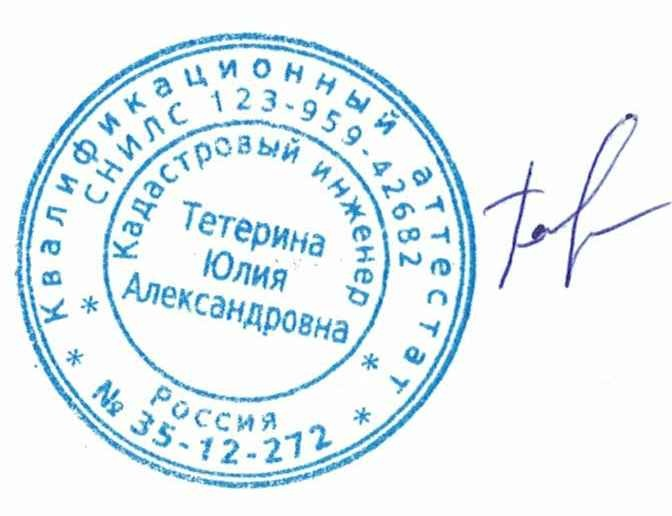 Квалификационный аттестат
№ 35-12-272
СНИЛС 123-959-42682
Россия
Кадастровый инженер
Тетерина
Юлия
Александровна